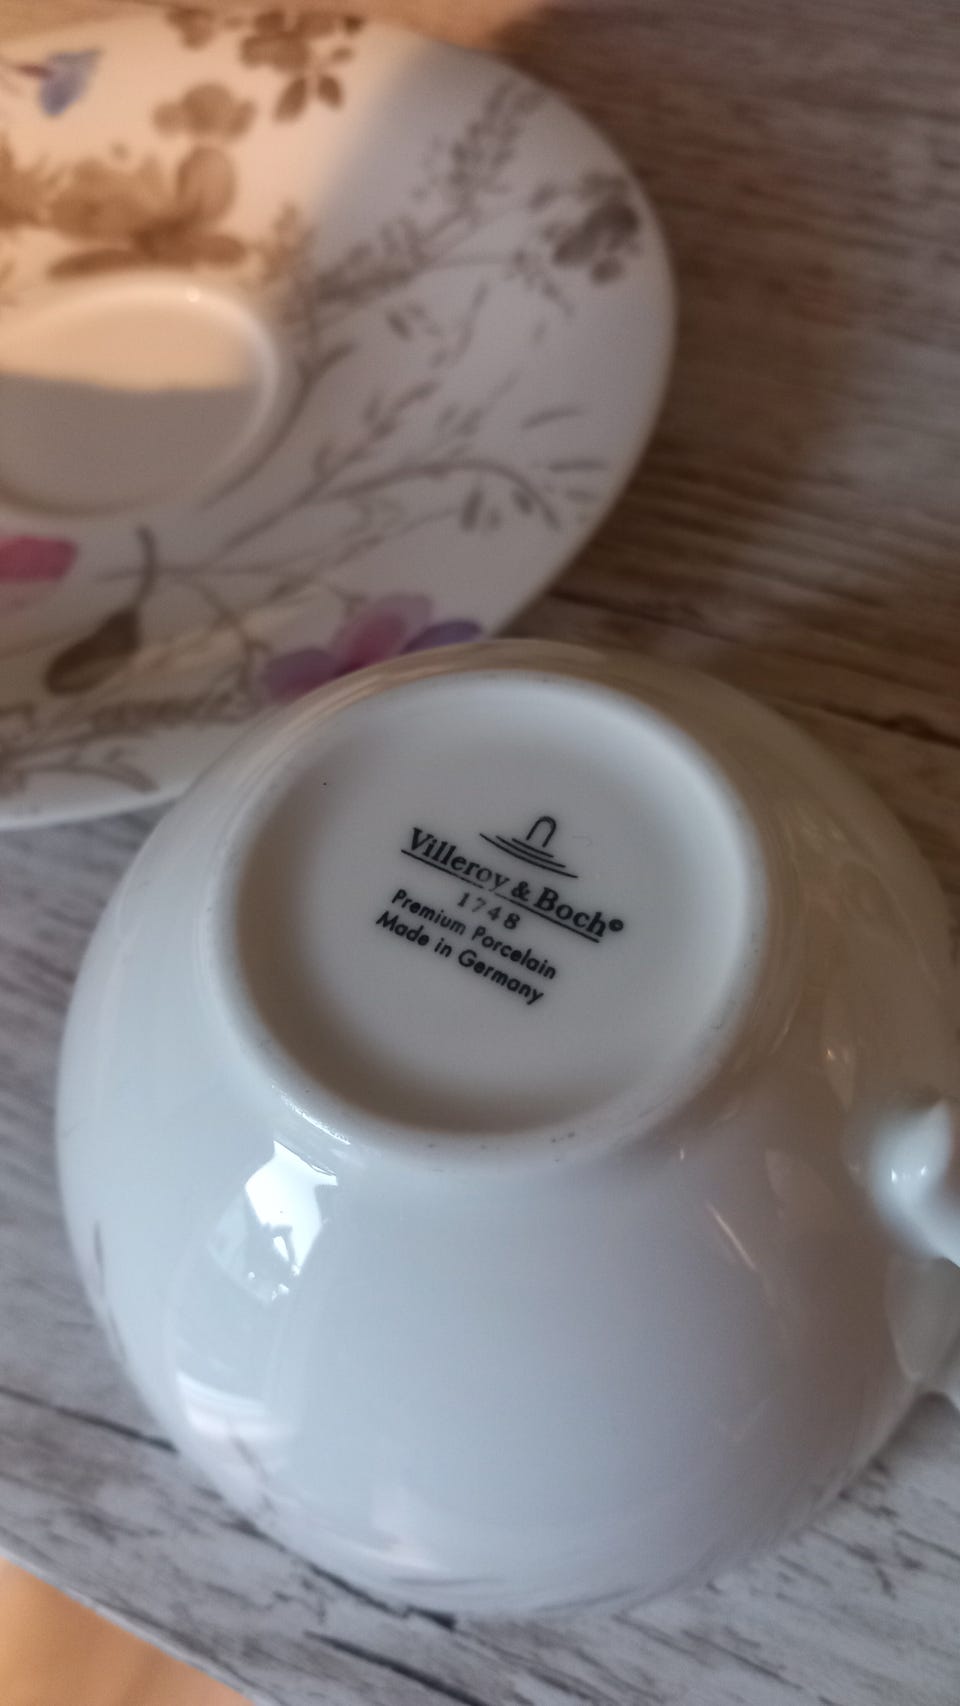 Villeroy & Boch®
1748
Premium Porcelain
Made in Germany